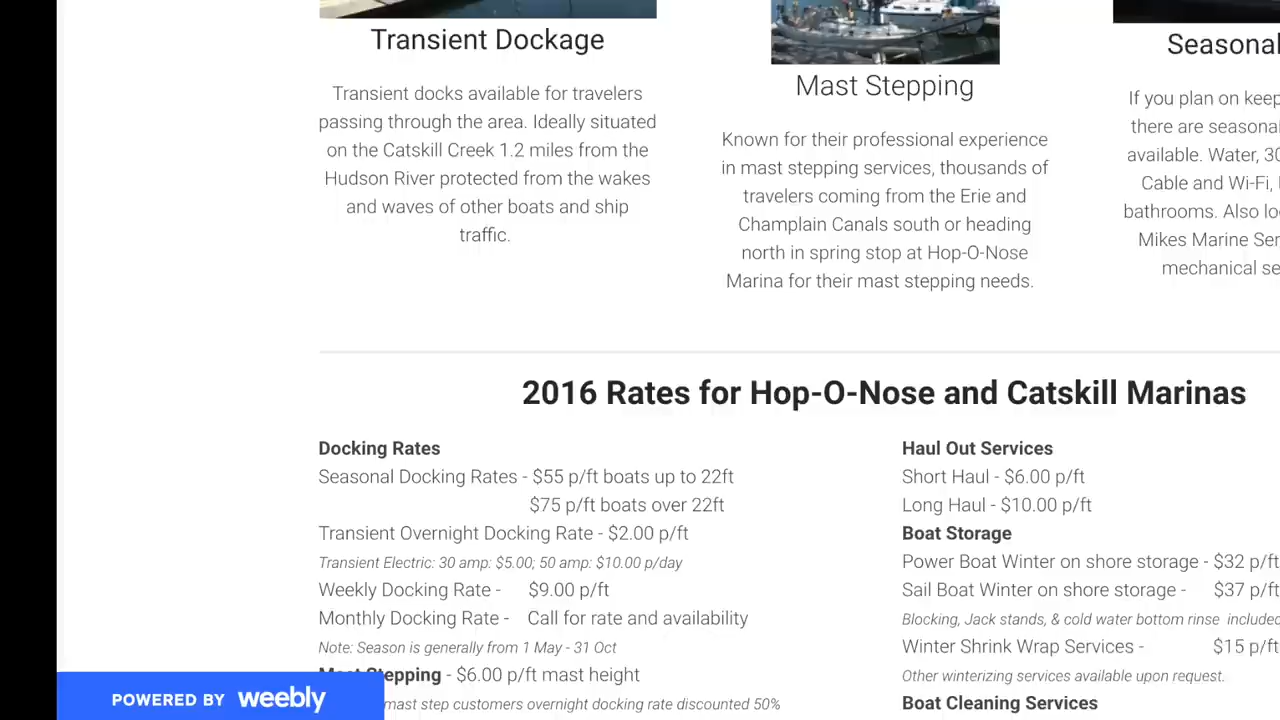 Transient Dockage
Transient docks available for travelers
passing through the area. Ideally situated
on the Catskill Creek 1.2 miles from the
Hudson River protected from the wakes
and waves of other boats and ship
traffic.
Mast Stepping
Known for their professional experience
in mast stepping services, thousands of
travelers coming from the Erie and
Champlain Canals south or heading
north in spring stop at Hop-O-Nose
Marina for their mast stepping needs.
Seasonal
If you plan on keep
there are seasonal
available. Water, 30
Cable and Wi-Fi,
bathrooms. Also lo
Mikes Marine Ser
mechanical se
2016 Rates for Hop-O-Nose and Catskill Marinas
Docking Rates
Seasonal Docking Rates - $55 p/ft boats up to 22ft
$75 p/ft boats over 22ft
Transient Overnight Docking Rate - $2.00 p/ft
Transient Electric: 30 amp: $5.00; 50 amp: $10.00 p/day
Weekly Docking Rate - $9.00 p/ft
Monthly Docking Rate - Call for rate and availability
Note: Season is generally from 1 May - 31 Oct
Mast Stepping - $6.00 p/ft mast height
mast step customers overnight docking rate discounted 50%
Haul Out Services
Short Haul - $6.00 p/ft
Long Haul - $10.00 p/ft
Boat Storage
Power Boat Winter on shore storage - $32 p/ft
Sail Boat Winter on shore storage - $37 p/ft
Blocking, Jack stands, & cold water bottom rinse included
Winter Shrink Wrap Services - $15 p/ft
Other winterizing services available upon request.
Boat Cleaning Services
POWERED BY weebly